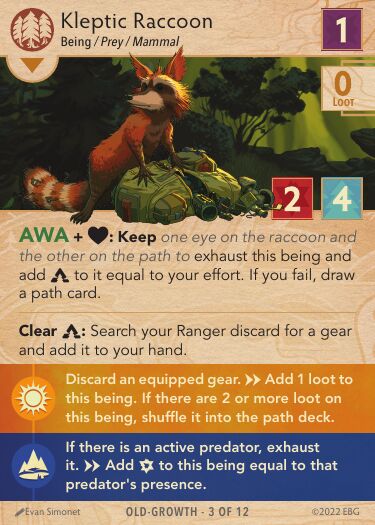 Kleptic Raccoon
Being / Prey / Mammal
1
0
LOOT
2
4
AWA + : Keep one eye on the raccoon and
the other on the path to exhaust this being and
add to it equal to your effort. If you fail, draw
a path card.
Clear : Search your Ranger discard for a gear
and add it to your hand.
Discard an equipped gear. Add 1 loot to
this being. If there are 2 or more loot on
this being, shuffle it into the path deck.
If there is an active predator, exhaust
it. Add to this being equal to that
predator's presence.
Evan Simonet
OLD-GROWTH - 3 OF 12
©2022 EBG